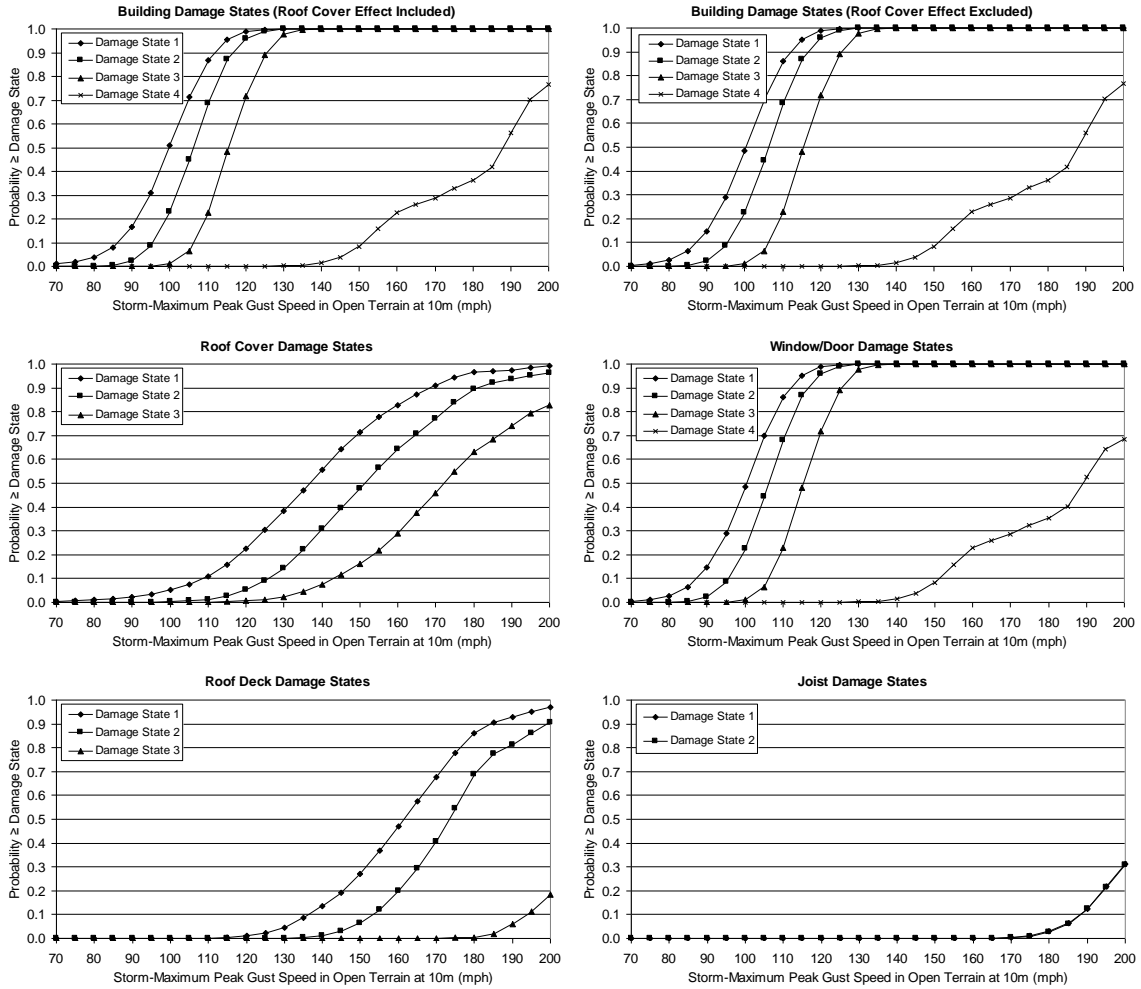 Building Damage States (Roof Cover Effect Included)
Probability ≥ Damage State
1.0
0.9
0.8
0.7
0.6
0.5
0.4
0.3
0.2
0.1
0.0
Damage State 1
Damage State 2
Damage State 3
Damage State 4
70 80 90 100 110 120 130 140 150 160 170 180 190 200
Storm-Maximum Peak Gust Speed in Open Terrain at 10m (mph)
Building Damage States (Roof Cover Effect Excluded)
Probability ≥ Damage State
1.0
0.9
0.8
0.7
0.6
0.5
0.4
0.3
0.2
0.1
0.0
Damage State 1
Damage State 2
Damage State 3
Damage State 4
70 80 90 100 110 120 130 140 150 160 170 180 190 200
Storm-Maximum Peak Gust Speed in Open Terrain at 10m (mph)
Roof Cover Damage States
Probability ≥ Damage State
1.0
0.9
0.8
0.7
0.6
0.5
0.4
0.3
0.2
0.1
0.0
Damage State 1
Damage State 2
Damage State 3
70 80 90 100 110 120 130 140 150 160 170 180 190 200
Storm-Maximum Peak Gust Speed in Open Terrain at 10m (mph)
Window/Door Damage States
Probability ≥ Damage State
1.0
0.9
0.8
0.7
0.6
0.5
0.4
0.3
0.2
0.1
0.0
Damage State 1
Damage State 2
Damage State 3
Damage State 4
70 80 90 100 110 120 130 140 150 160 170 180 190 200
Storm-Maximum Peak Gust Speed in Open Terrain at 10m (mph)
Roof Deck Damage States
Probability ≥ Damage State
1.0
0.9
0.8
0.7
0.6
0.5
0.4
0.3
0.2
0.1
0.0
Damage State 1
Damage State 2
Damage State 3
70 80 90 100 110 120 130 140 150 160 170 180 190 200
Storm-Maximum Peak Gust Speed in Open Terrain at 10m (mph)
Joist Damage States
Probability ≥ Damage State
1.0
0.9
0.8
0.7
0.6
0.5
0.4
0.3
0.2
0.1
0.0
Damage State 1
Damage State 2
70 80 90 100 110 120 130 140 150 160 170 180 190 200
Storm-Maximum Peak Gust Speed in Open Terrain at 10m (mph)